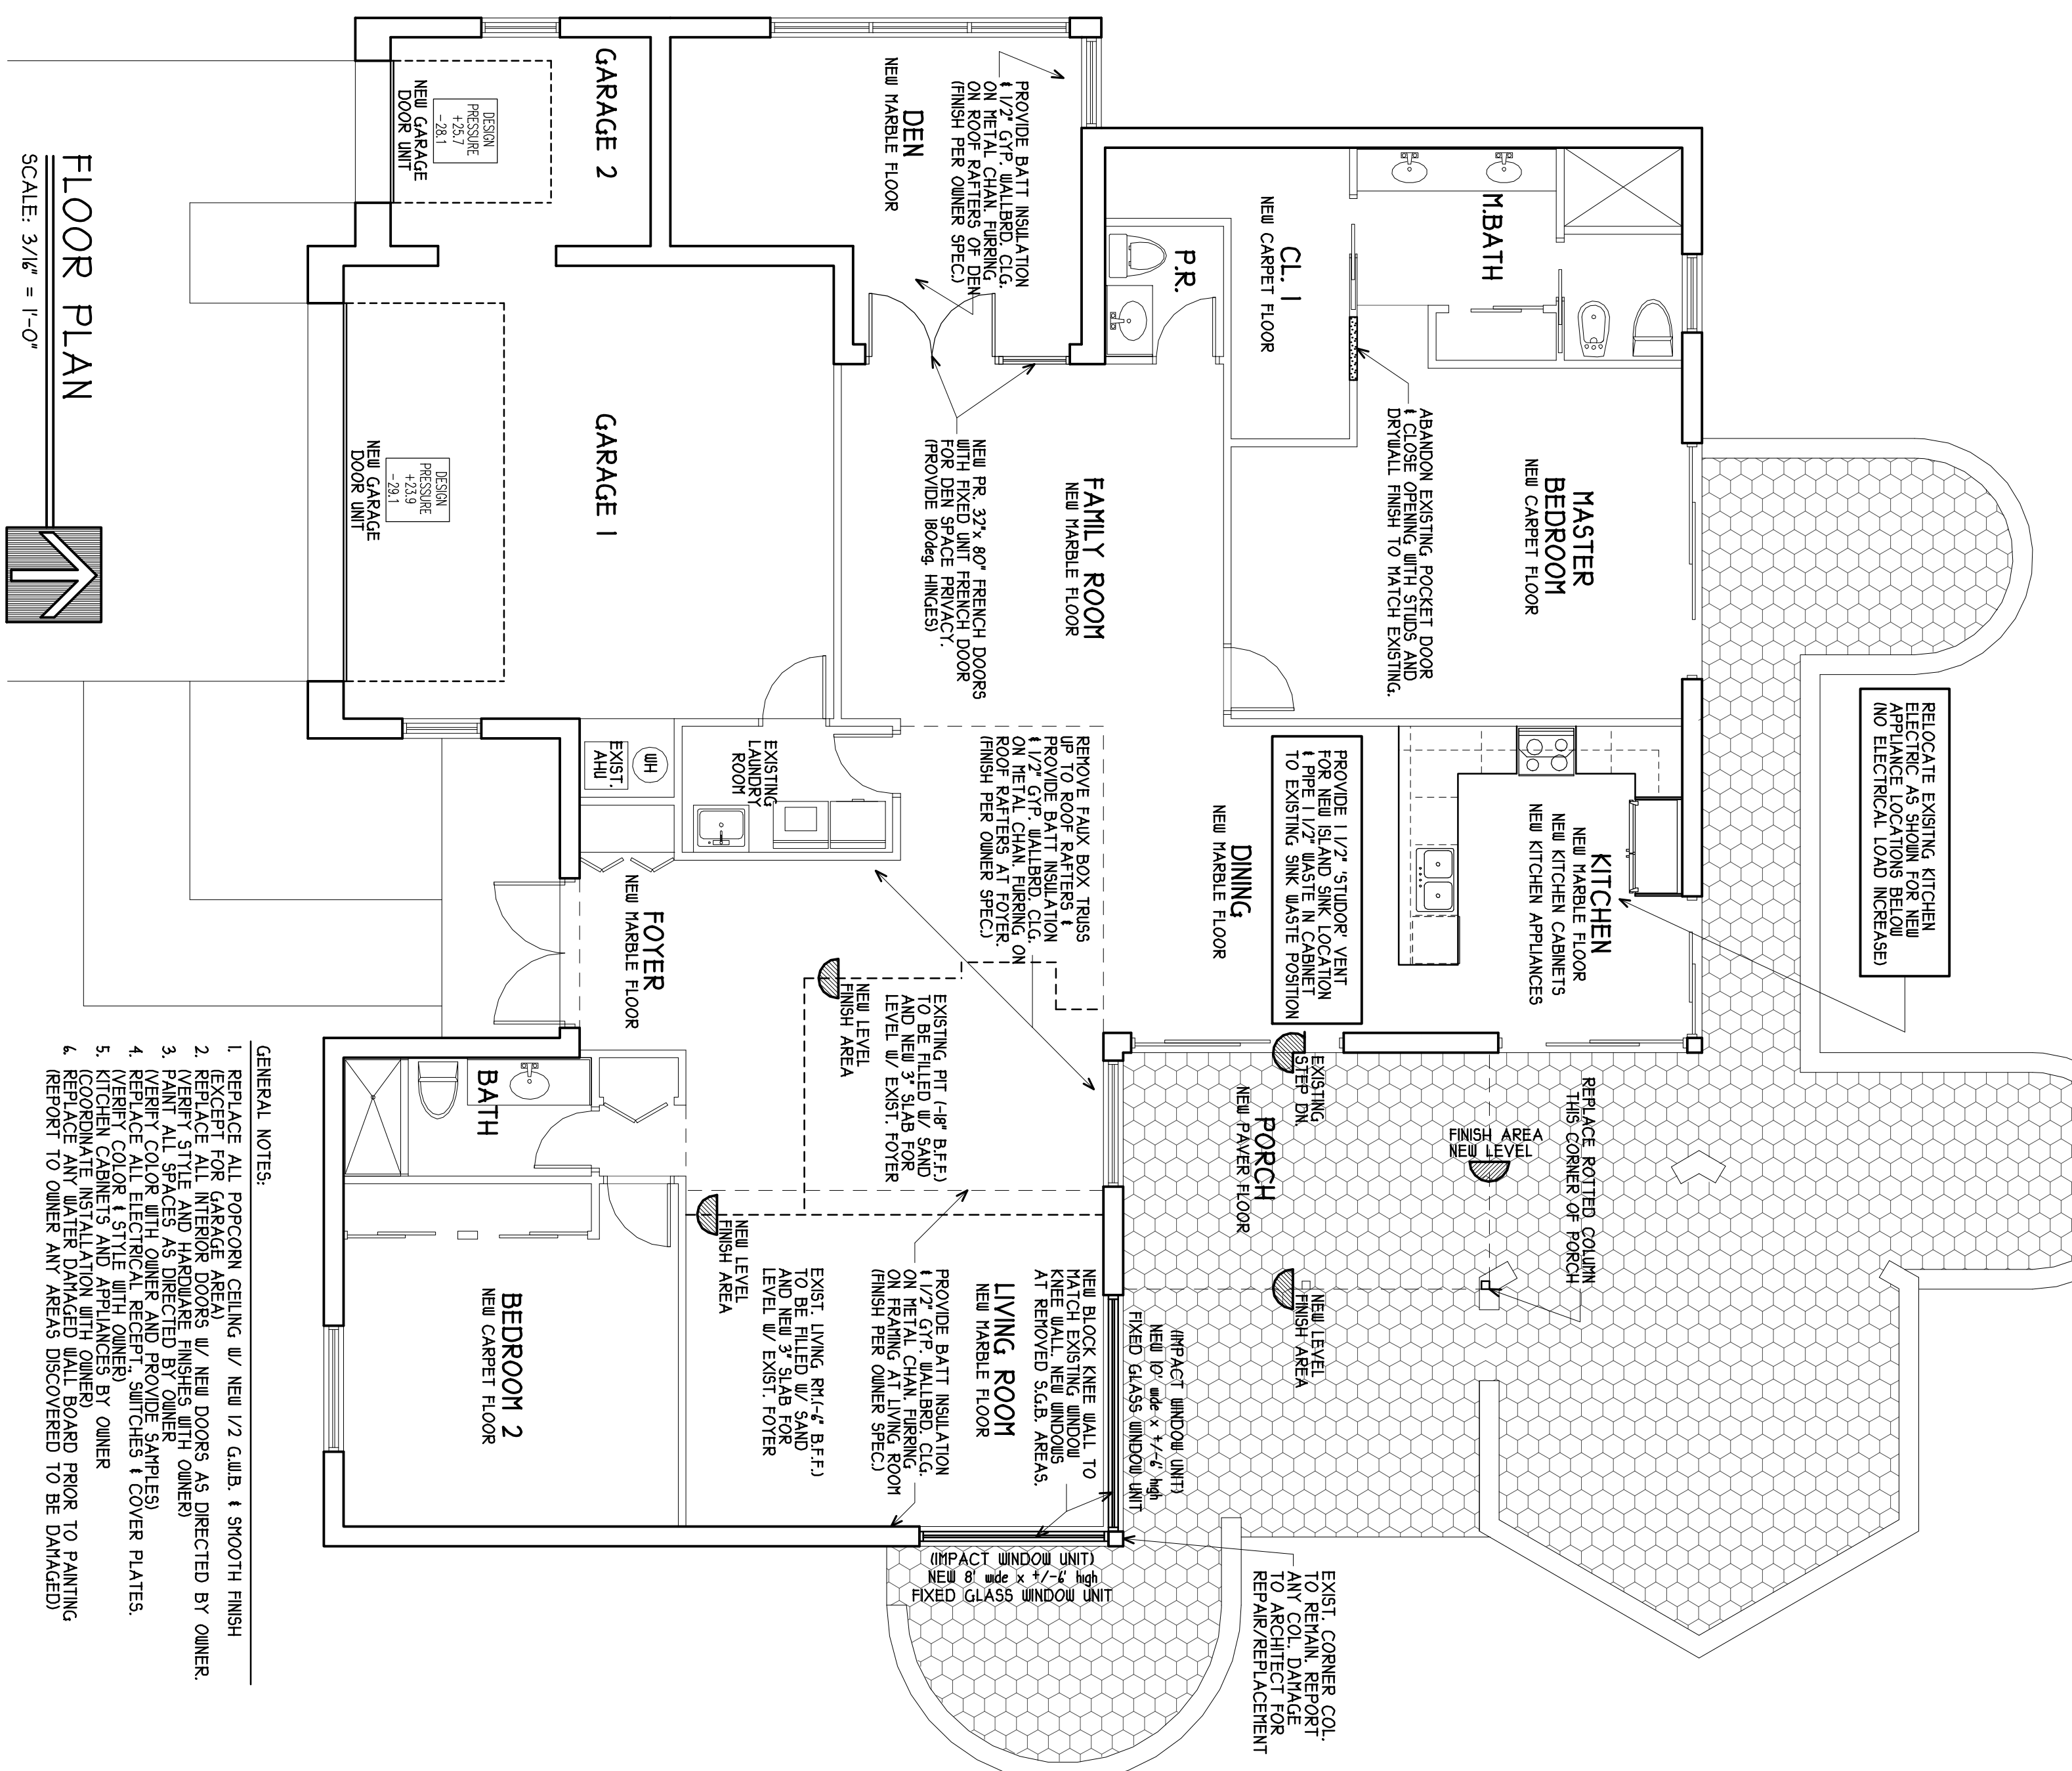 RELOCATE EXISITING KITCHEN
ELECTRIC AS SHOWN FOR NEW
APPLIANCE LOCATIONS BELOW
(NO ELECTRICAL LOAD INCREASE)
M.BATH
MASTER
BEDROOM
NEW CARPET FLOOR
KITCHEN
NEW MARBLE FLOOR
NEW KITCHEN CABINETS
NEW KITCHEN APPLIANCES
REPLACE ROTTED COLUMN
THIS CORNER OF PORCH
FINISH AREA
NEW LEVEL
ABANDON EXISTING POCKET DOOR
& CLOSE OPENING WITH STUDS AND
DRYWALL FINISH TO MATCH EXISTING.
CL. 1
NEW CARPET FLOOR
P.R.
PROVIDE 1 1/2" 'STUDOR' VENT
FOR NEW ISLAND SINK LOCATION
& PIPE 1 1/2" WASTE IN CABINET
TO EXISTING SINK WASTE POSITION
DINING
NEW MARBLE FLOOR
EXISTING
STEP DN.
PORCH
NEW PAVER FLOOR
NEW LEVEL
FINISH AREA
EXIST. CORNER COL.
TO REMAIN. REPORT
ANY COL. DAMAGE
TO ARCHITECT FOR
REPAIR/REPLACEMENT
(IMPACT WINDOW UNIT)
NEW 10' wide x +/-6' high
FIXED GLASS WINDOW UNIT
FAMILY ROOM
NEW MARBLE FLOOR
PROVIDE BATT INSULATION
& 1/2" GYP. WALLBRD. CLG.
ON METAL CHAN. FURRING
ON ROOF RAFTERS OF DEN
(FINISH PER OWNER SPEC.)
DEN
NEW MARBLE FLOOR
NEW PR. 32"x 80" FRENCH DOORS
WITH FIXED UNIT FRENCH DOOR
FOR DEN SPACE PRIVACY.
(PROVIDE 180deg. HINGES)
REMOVE FAUX BOX TRUSS
UP TO ROOF RAFTERS &
PROVIDE BATT INSULATION
& 1/2" GYP. WALLBRD. CLG.
ON METAL CHAN. FURRING ON
ROOF RAFTERS AT FOYER.
(FINISH PER OWNER SPEC.)
NEW BLOCK KNEE WALL TO
MATCH EXISTING WINDOW
KNEE WALL. NEW WINDOWS
AT REMOVED S.G.B. AREAS.
LIVING ROOM
NEW MARBLE FLOOR
(IMPACT WINDOW UNIT)
NEW 8' wide x +/-6' high
FIXED GLASS WINDOW UNIT
EXISTING PIT (-18" B.F.F.)
TO BE FILLED W/ SAND
AND NEW 3" SLAB FOR
LEVEL W/ EXIST. FOYER
PROVIDE BATT INSULATION
& 1/2" GYP. WALLBRD. CLG.
ON METAL CHAN. FURRING
ON FRAMING AT LIVING ROOM
(FINISH PER OWNER SPEC.)
NEW LEVEL
FINISH AREA
EXIST. LIVING RM.(-6" B.F.F.)
TO BE FILLED W/ SAND
AND NEW 3" SLAB FOR
LEVEL W/ EXIST. FOYER
NEW LEVEL
FINISH AREA
EXISTING
LAUNDRY
ROOM
WH
EXIST.
AHU.
FOYER
NEW MARBLE FLOOR
GARAGE 2
GARAGE 1
DESIGN
PRESSURE
+25.7
-28.1
NEW GARAGE
DOOR UNIT
DESIGN
PRESSURE
+23.9
-29.1
NEW GARAGE
DOOR UNIT
BATH
BEDROOM 2
NEW CARPET FLOOR
GENERAL NOTES:
1. REPLACE ALL POPCORN CEILING W/ NEW 1/2 G.W.B. & SMOOTH FINISH
(EXCEPT FOR GARAGE AREA)
2. REPLACE ALL INTERIOR DOORS W/ NEW DOORS AS DIRECTED BY OWNER.
(VERIFY STYLE AND HARDWARE FINISHES WITH OWNER)
3. PAINT ALL SPACES AS DIRECTED BY OWNER
(VERIFY COLOR WITH OWNER AND PROVIDE SAMPLES)
4. REPLACE ALL ELECTRICAL RECEPT., SWITCHES & COVER PLATES.
(VERIFY COLOR & STYLE WITH OWNER)
5. KITCHEN CABINETS AND APPLIANCES BY OWNER
(COORDINATE INSTALLATION WITH OWNER)
6. REPLACE ANY WATER DAMAGED WALL BOARD PRIOR TO PAINTING
(REPORT TO OWNER ANY AREAS DISCOVERED TO BE DAMAGED)
FLOOR PLAN
SCALE: 3/16" = 1'-0"